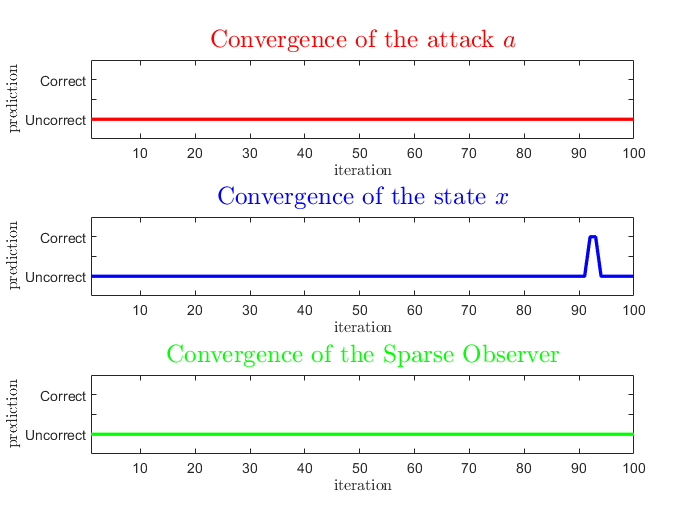 Convergence of the attack a
prediction
Correct
Uncorrect
10 20 30 40 50 60 70 80 90 100
iteration
Convergence of the state x
prediction
Correct
Uncorrect
10 20 30 40 50 60 70 80 90 100
iteration
Convergence of the Sparse Observer
prediction
Correct
Uncorrect
10 20 30 40 50 60 70 80 90 100
iteration